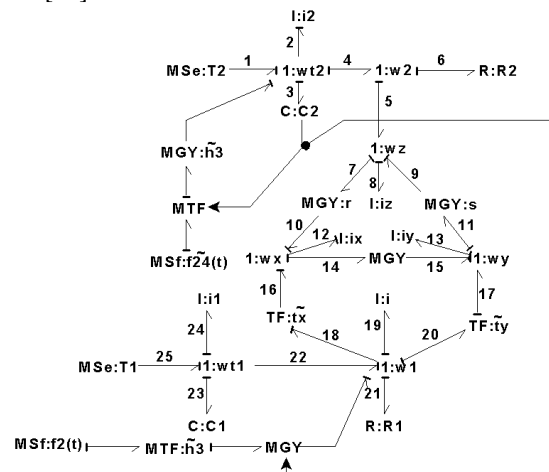 I:i2
2
MSe:T2 1 1:wt2 4 1:w2 6 R:R2
3 5
C:C2
1:wz
MGY:h̃3
7 8 9
MTF MGY:r I:iz MGY:s
10 11
12 I:ix I:iy 13
MSf:f2̃4(t)
1:wx 14 MGY 15 1:wy
16 17
I:i1 TF:t̃x I:i TF:t̃y
24 18 19 20
MSe:T1 25 1:wt1 22 1:w1
23 21
C:C1 R:R1
MSf:f2(t) MTF:h̃3 MGY